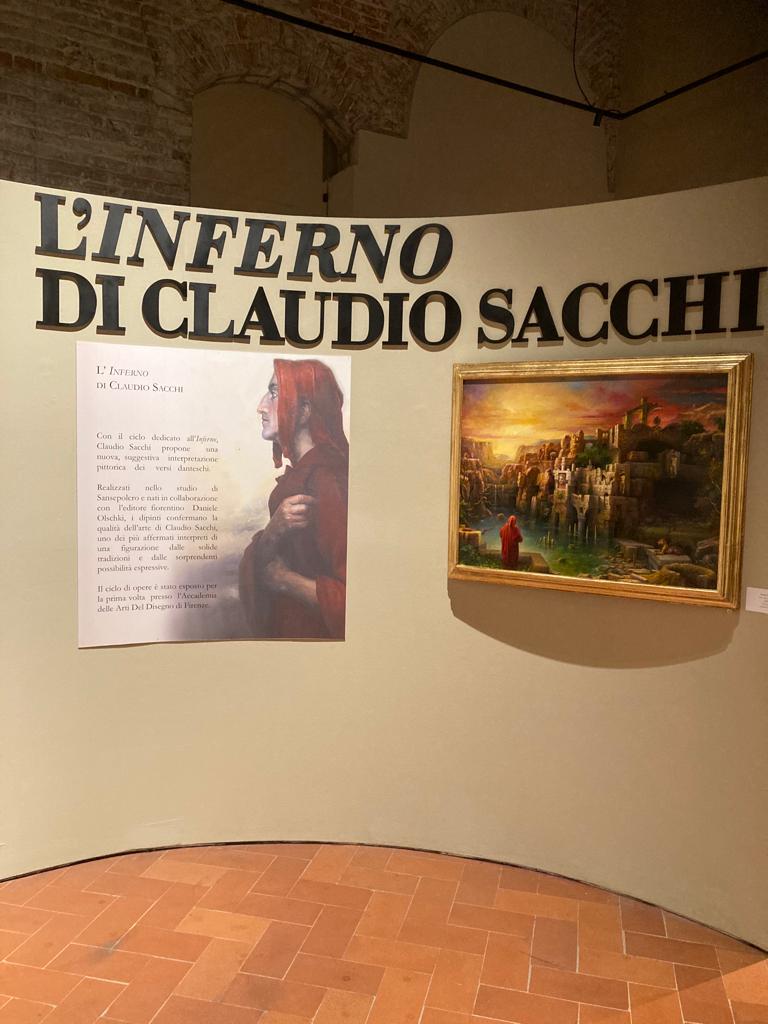 L'INFERNO
DI CLAUDIO SACCHI
L' INFERNO
DI CLAUDIO SACCHI
Con il ciclo dedicato all'Inferno,
Claudio Sacchi propone una
nuova, suggestiva interpretazione
pittorica dei versi danteschi.
Realizzati nello studio di
Sansepolcro e nati in collaborazione
con l'editore fiorentino Daniele
Olschki, i dipinti confermano la
qualità dell'arte di Claudio Sacchi,
uno dei più affermati interpreti di
una figurazione dalle solide
tradizioni e dalle sorprendenti
possibilità espressive.
Il ciclo di opere è stato esposto per
la prima volta presso l'Accademia
delle Arti Del Disegno di Firenze.